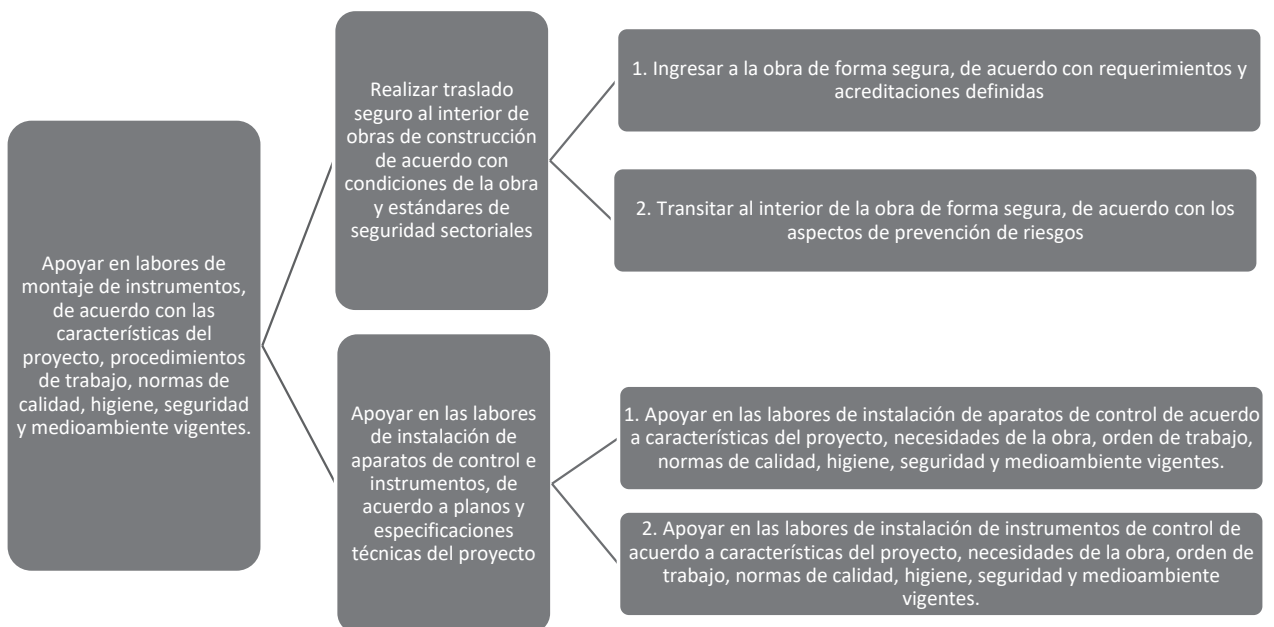 Apoyar en labores de
montaje de instrumentos,
de acuerdo con las
características del
proyecto, procedimientos
de trabajo, normas de
calidad, higiene, seguridad
y medioambiente vigentes.
Realizar traslado
seguro al interior de
obras de construcción
de acuerdo con
condiciones de la obra
y estándares de
seguridad sectoriales
1. Ingresar a la obra de forma segura, de acuerdo con requerimientos y
acreditaciones definidas
2. Transitar al interior de la obra de forma segura, de acuerdo con los
aspectos de prevención de riesgos
Apoyar en las labores
de instalación de
aparatos de control e
instrumentos, de
acuerdo a planos y
especificaciones
técnicas del proyecto
1. Apoyar en las labores de instalación de aparatos de control de acuerdo
a características del proyecto, necesidades de la obra, orden de trabajo,
normas de calidad, higiene, seguridad y medioambiente vigentes.
2. Apoyar en las labores de instalación de instrumentos de control de
acuerdo a características del proyecto, necesidades de la obra, orden de
trabajo, normas de calidad, higiene, seguridad y medioambiente
vigentes.